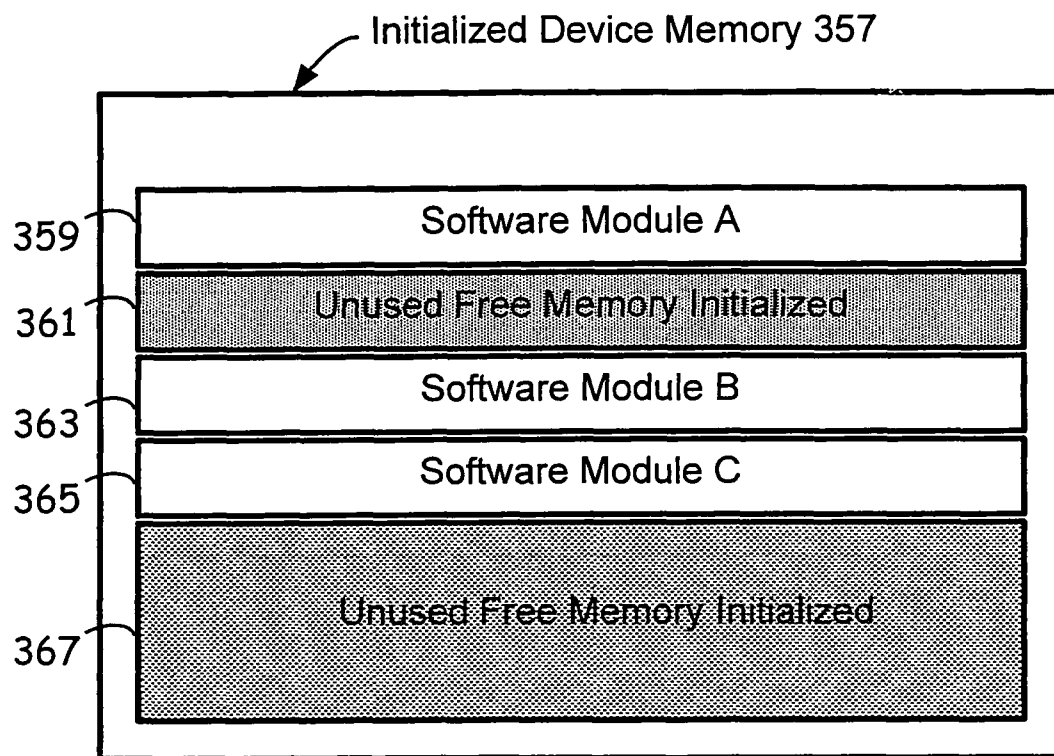 Initialized Device Memory 357
359
Software Module A
361
Unused Free Memory Initialized
363
Software Module B
365
Software Module C
367
Unused Free Memory Initialized